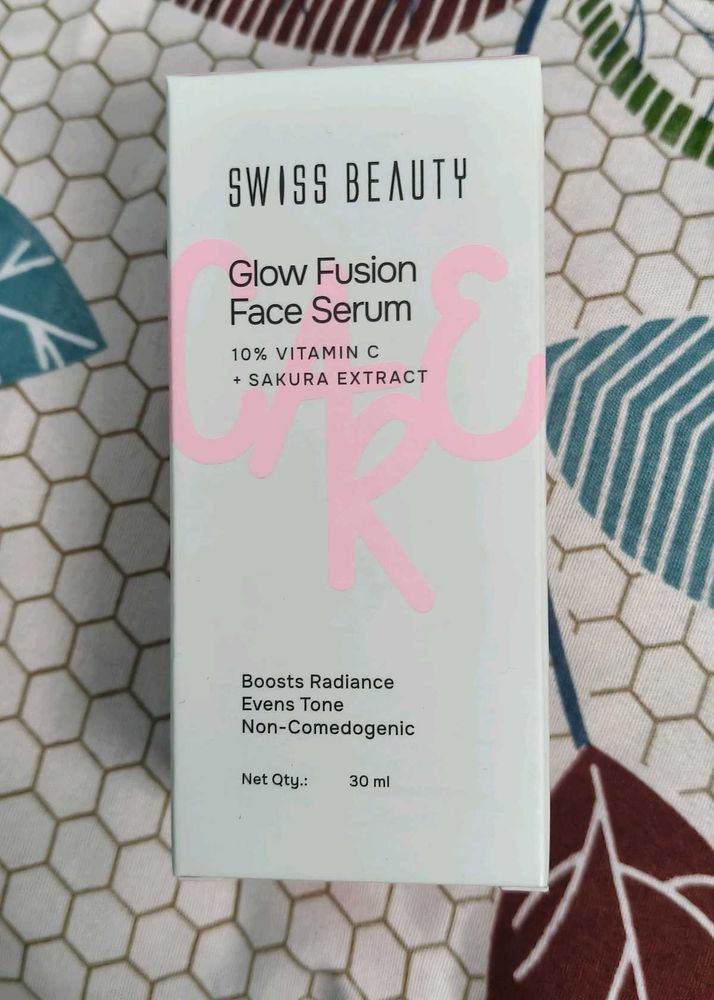 SWISS BEAUTY
CARE
Glow Fusion
Face Serum
10% VITAMIN C
+ SAKURA EXTRACT
Boosts Radiance
Evens Tone
Non-Comedogenic
Net Qty.: 30 ml